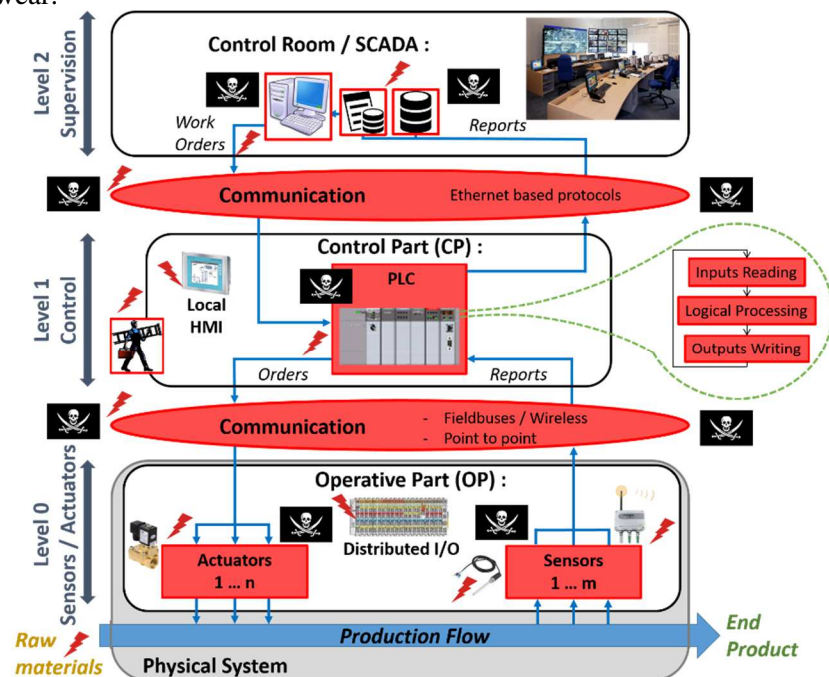 wear.
Control Room / SCADA :
Level 2
Supervision
Work
Orders
Reports
Communication
Ethernet based protocols
Control Part (CP) :
Level 1
Control
Local
HMI
PLC
Inputs Reading
Logical Processing
Outputs Writing
Orders
Reports
Communication
- Fieldbuses / Wireless
- Point to point
Operative Part (OP) :
Level 0
Sensors / Actuators
Distributed I/O
Actuators
1 ... n
Sensors
1 ... m
Raw
materials
Production Flow
End
Product
Physical System